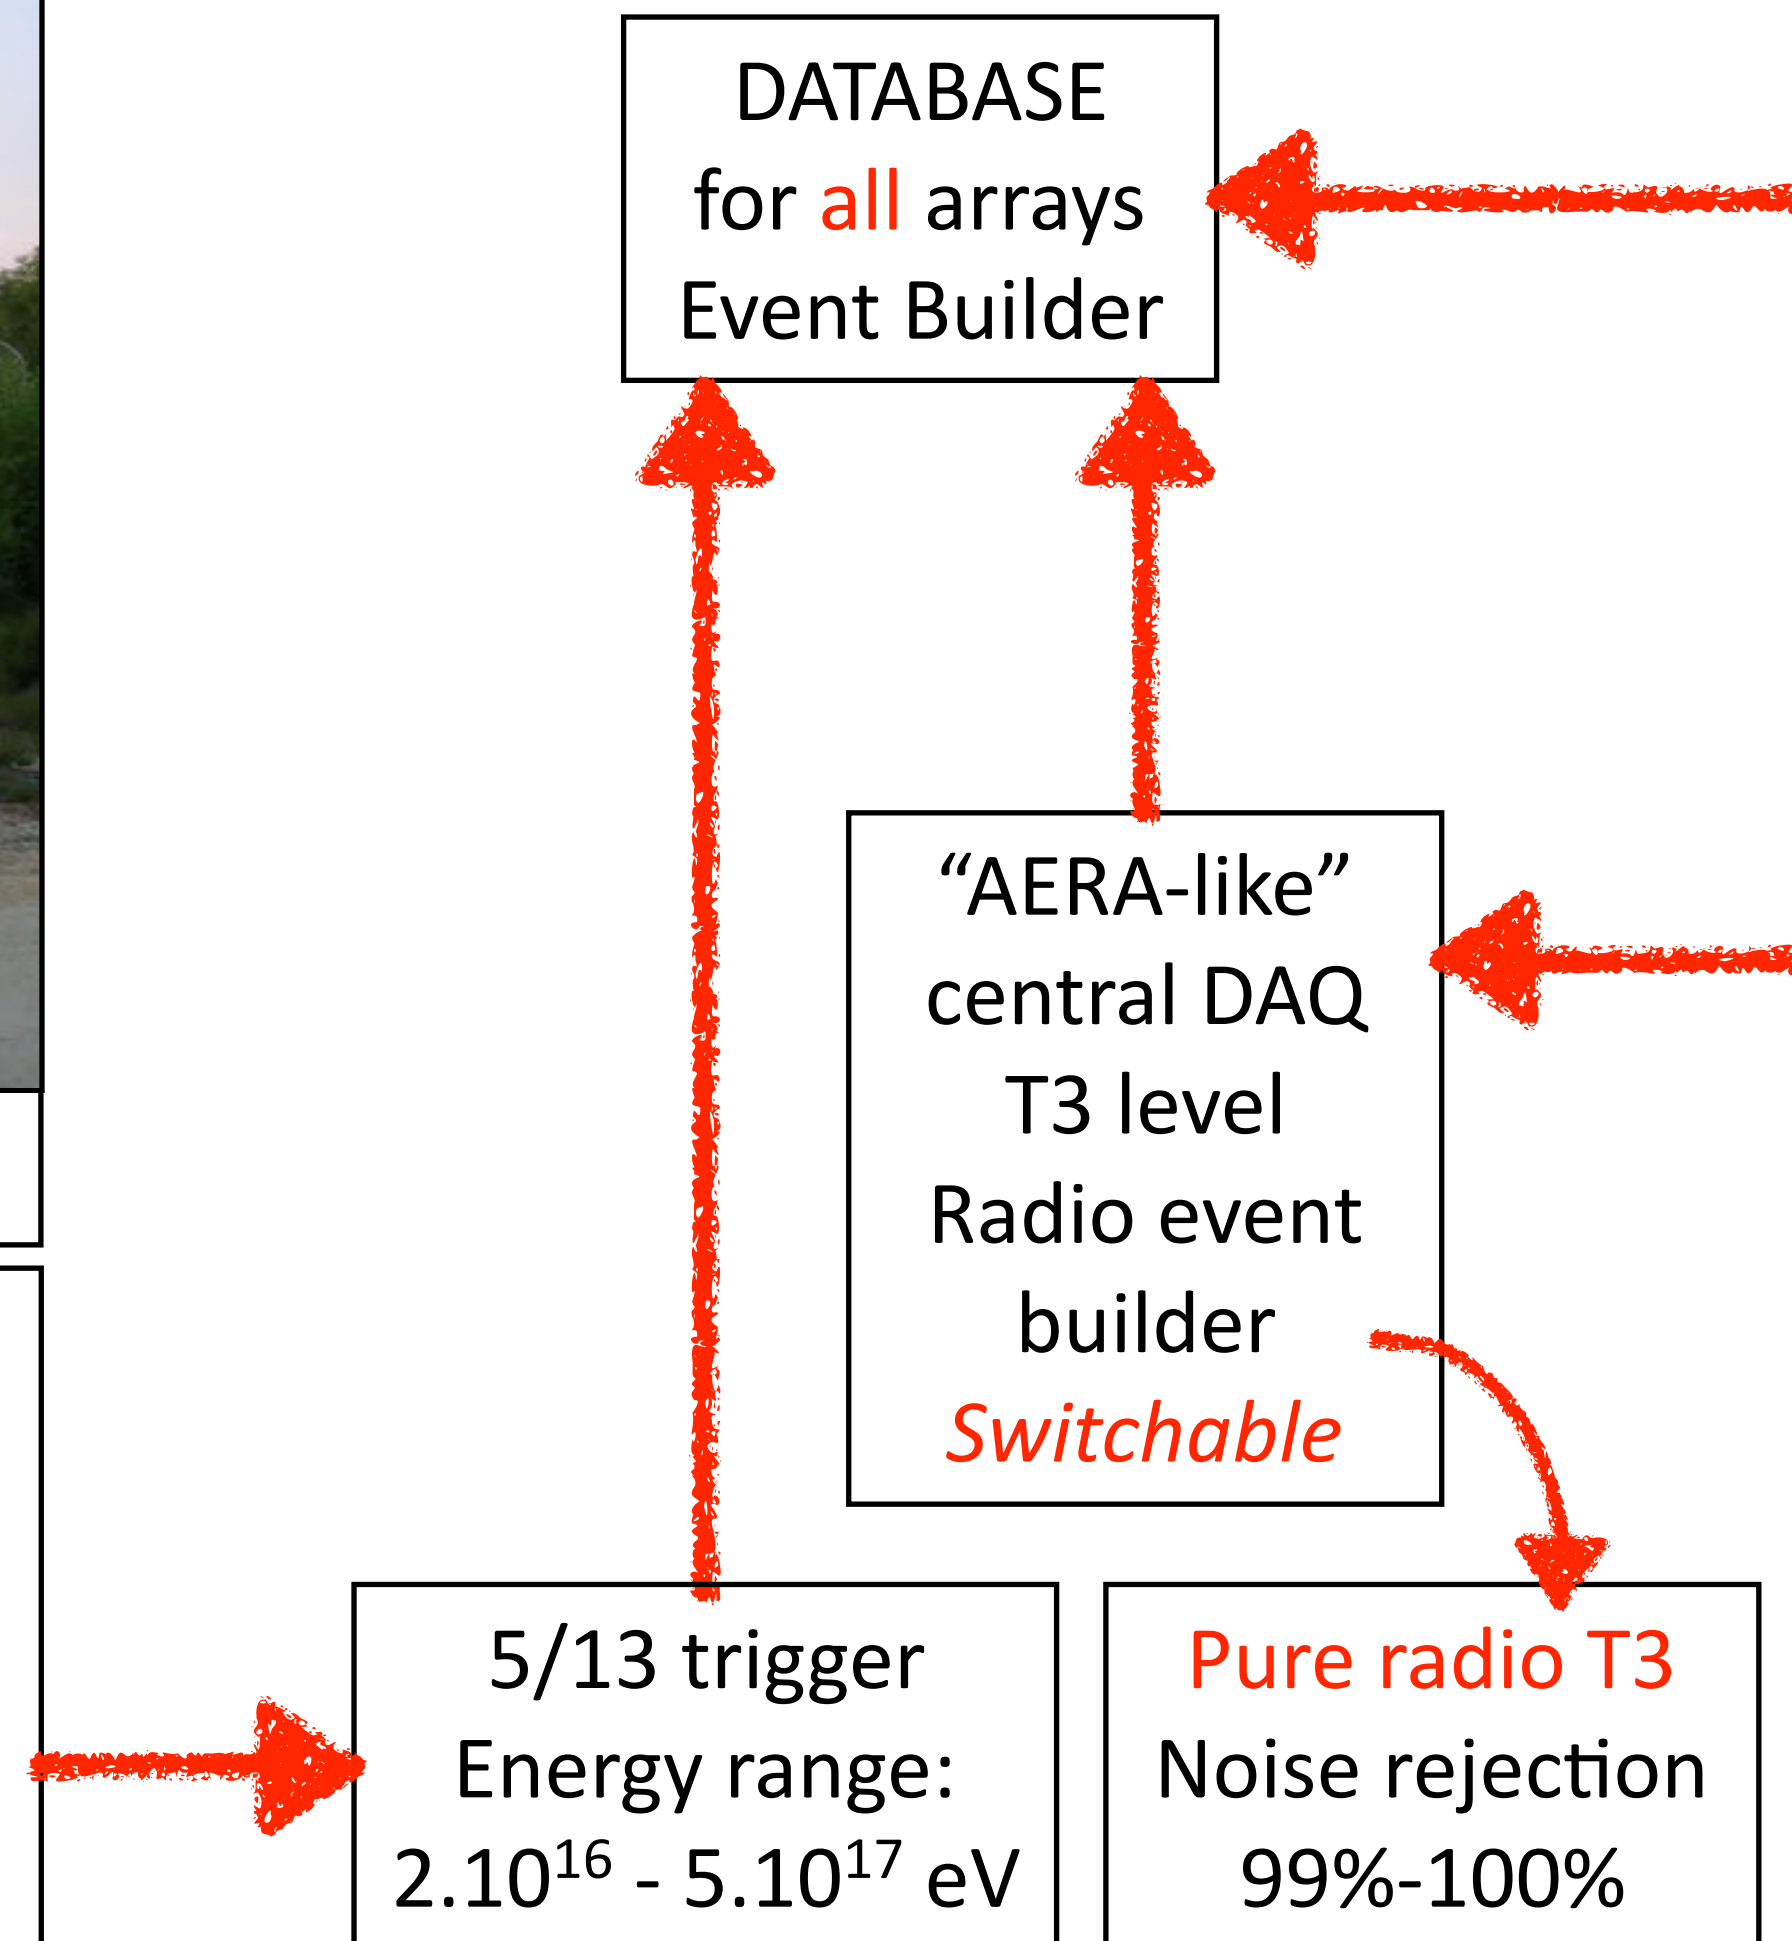 DATABASE
for all arrays
Event Builder
“AERA-like”
central DAQ
T3 level
Radio event
builder
Switchable
5/13 trigger
Energy range:
2.10¹⁶ - 5.10¹⁷ eV
Pure radio T3
Noise rejection
99%-100%